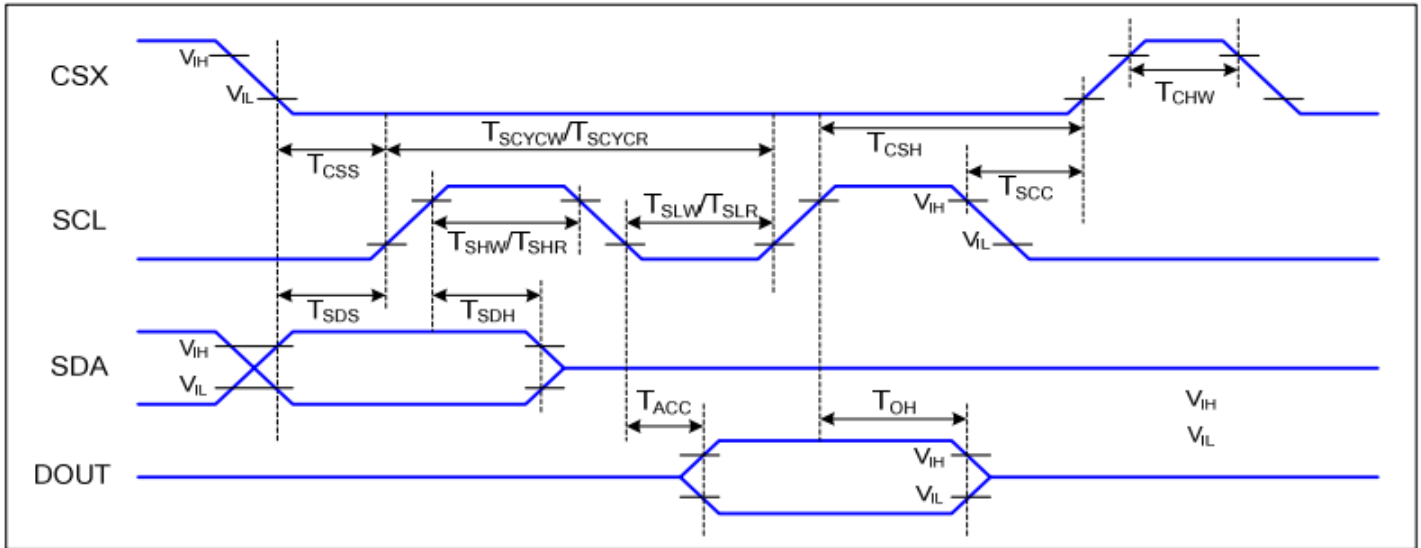 CSX
VIH
VIL
TCHW
TSCYCW/TSCYCR
TCSS
TCSH
TSCC
SCL
TSHW/TSHR
TSLW/TSLR
VIH
VIL
TSDS
TSDH
SDA
VIH
VIL
TACC
TOH
VIH
VIL
DOUT
VIH
VIL